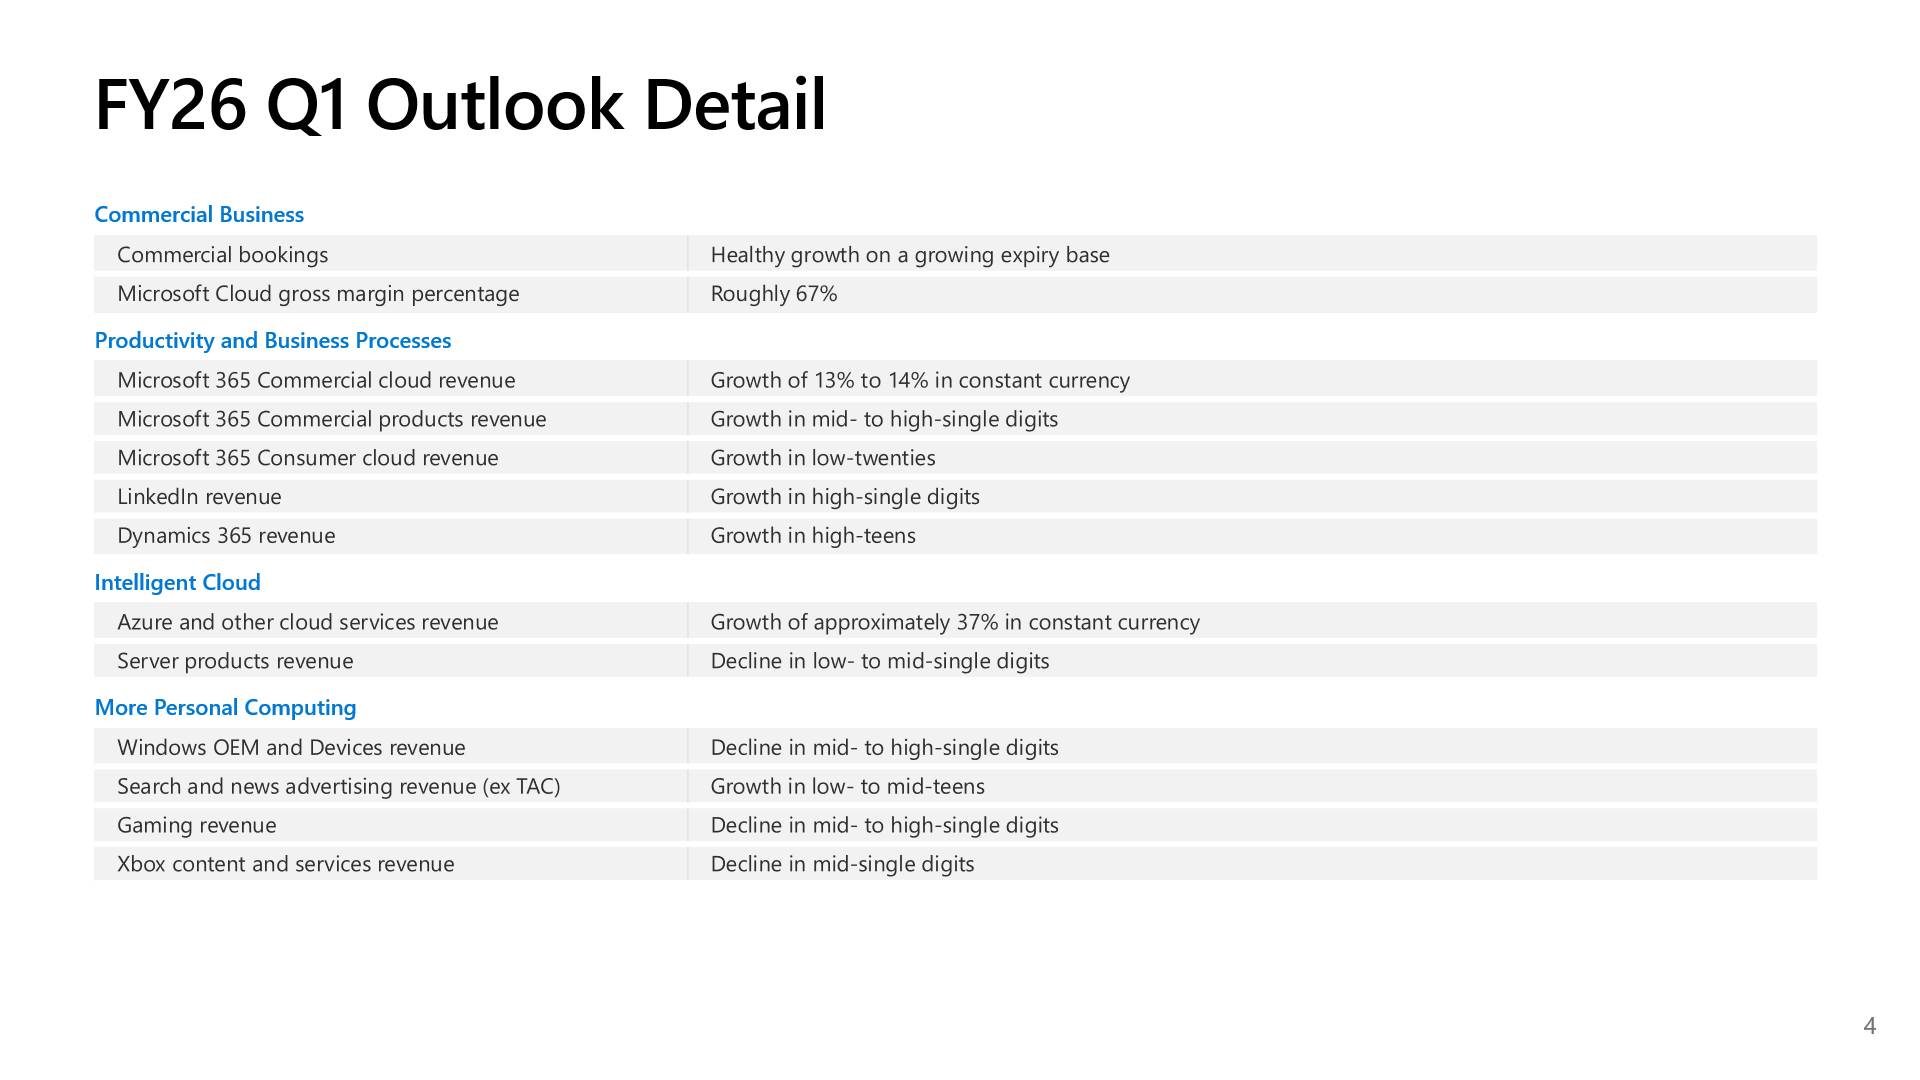 FY26 Q1 Outlook Detail
Commercial Business
Commercial bookings Healthy growth on a growing expiry base
Microsoft Cloud gross margin percentage Roughly 67%
Productivity and Business Processes
Microsoft 365 Commercial cloud revenue Growth of 13% to 14% in constant currency
Microsoft 365 Commercial products revenue Growth in mid- to high-single digits
Microsoft 365 Consumer cloud revenue Growth in low-twenties
LinkedIn revenue Growth in high-single digits
Dynamics 365 revenue Growth in high-teens
Intelligent Cloud
Azure and other cloud services revenue Growth of approximately 37% in constant currency
Server products revenue Decline in low- to mid-single digits
More Personal Computing
Windows OEM and Devices revenue Decline in mid- to high-single digits
Search and news advertising revenue (ex TAC) Growth in low- to mid-teens
Gaming revenue Decline in mid- to high-single digits
Xbox content and services revenue Decline in mid-single digits
4